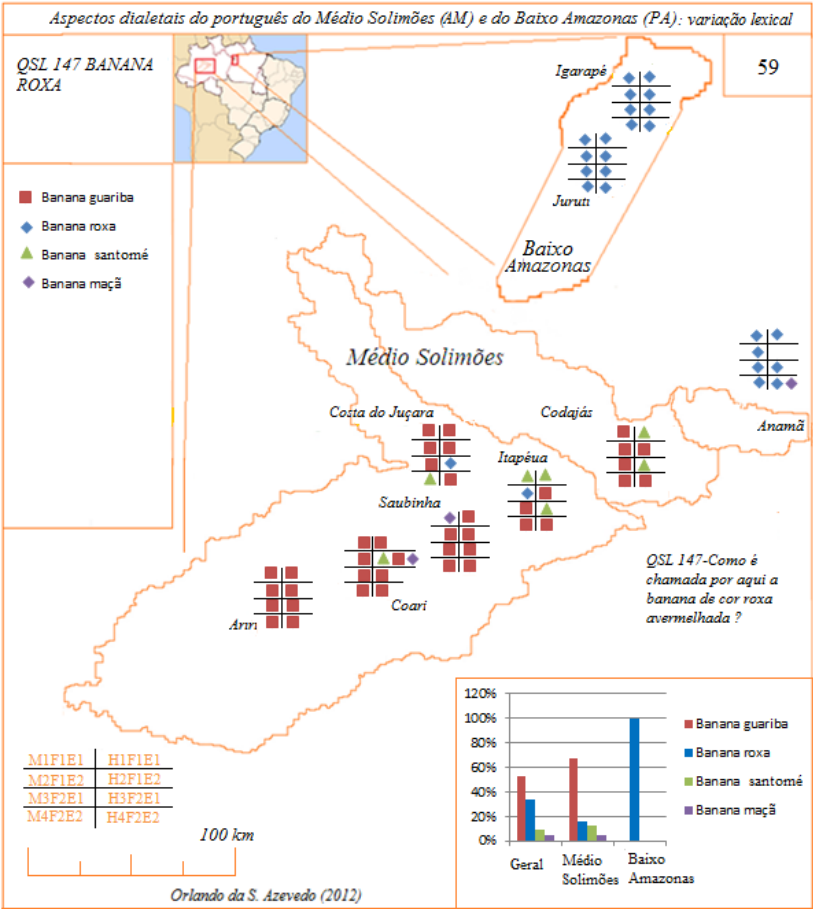 Aspectos dialetais do português do Médio Solimões (AM) e do Baixo Amazonas (PA): variação lexical
QSL 147 BANANA
ROXA
59
Igarapé
Juruti
Baixo
Amazonas
Banana guariba
Banana roxa
Banana santomé
Banana maçã
Médio Solimões
Costa do Juçara
Codajás
Anamã
Itapéua
Saubinha
Coari
Ariri
QSL 147-Como é
chamada por aqui a
banana de cor roxa
avermelhada ?
M1F1E1 H1F1E1
M2F1E2 H2F1E2
M3F2E1 H3F2E1
M4F2E2 H4F2E2
100 km
Orlando da S. Azevedo (2012)
120%
100%
80%
60%
40%
20%
0%
Geral
Médio
Solimões
Baixo
Amazonas
Banana guariba
Banana roxa
Banana santomé
Banana maçã